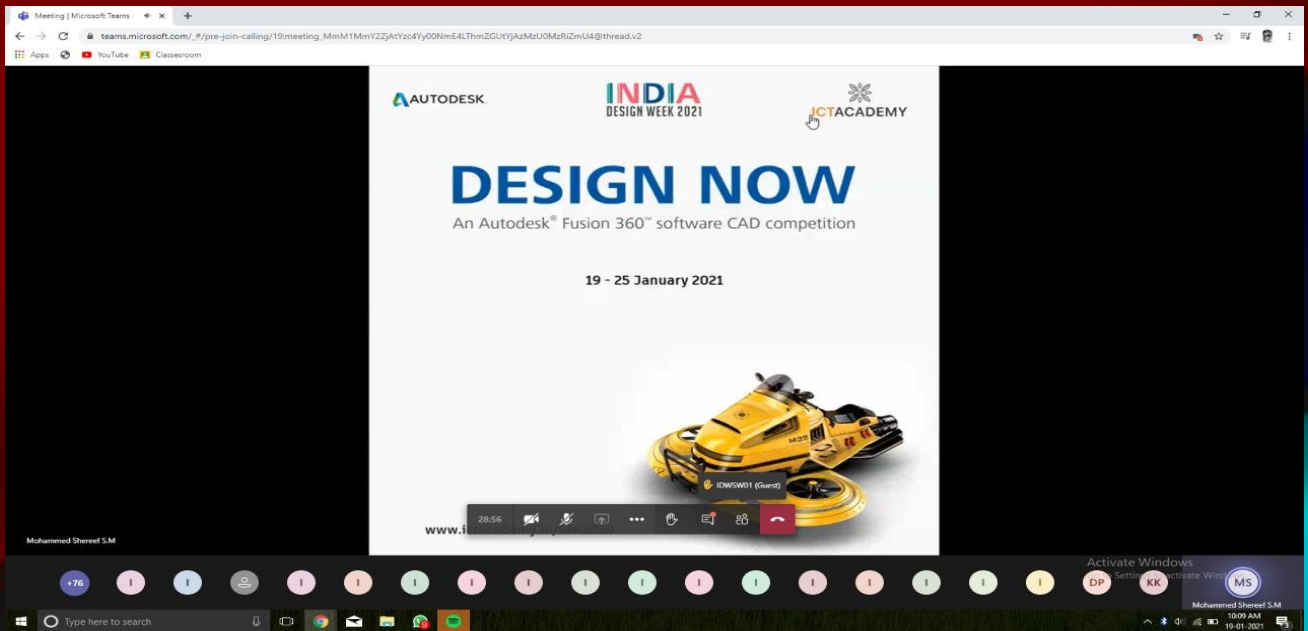 Meeting | Microsoft Teams
teams.microsoft.com/_#/pre-join-calling/19:meeting_MmM1MmY2ZjAtYzc4Yy00NmE4LThmZGUtYjAzMzU0MzRiZmU4@thread.v2
Apps YouTube Classesroom
AUTODESK.
INDIA
DESIGN WEEK 2021
ICTACADEMY
DESIGN NOW
An Autodesk® Fusion 360™ software CAD competition
19 - 25 January 2021
IDWSW01 (Guest)
28:56
Mohammed Shereef S.M
Activate Windows
+76 I I I I I I I I I I I I I I I I DP KK MS
Mohammed Shereef S.M
Type here to search
10:09 AM
19-01-2021